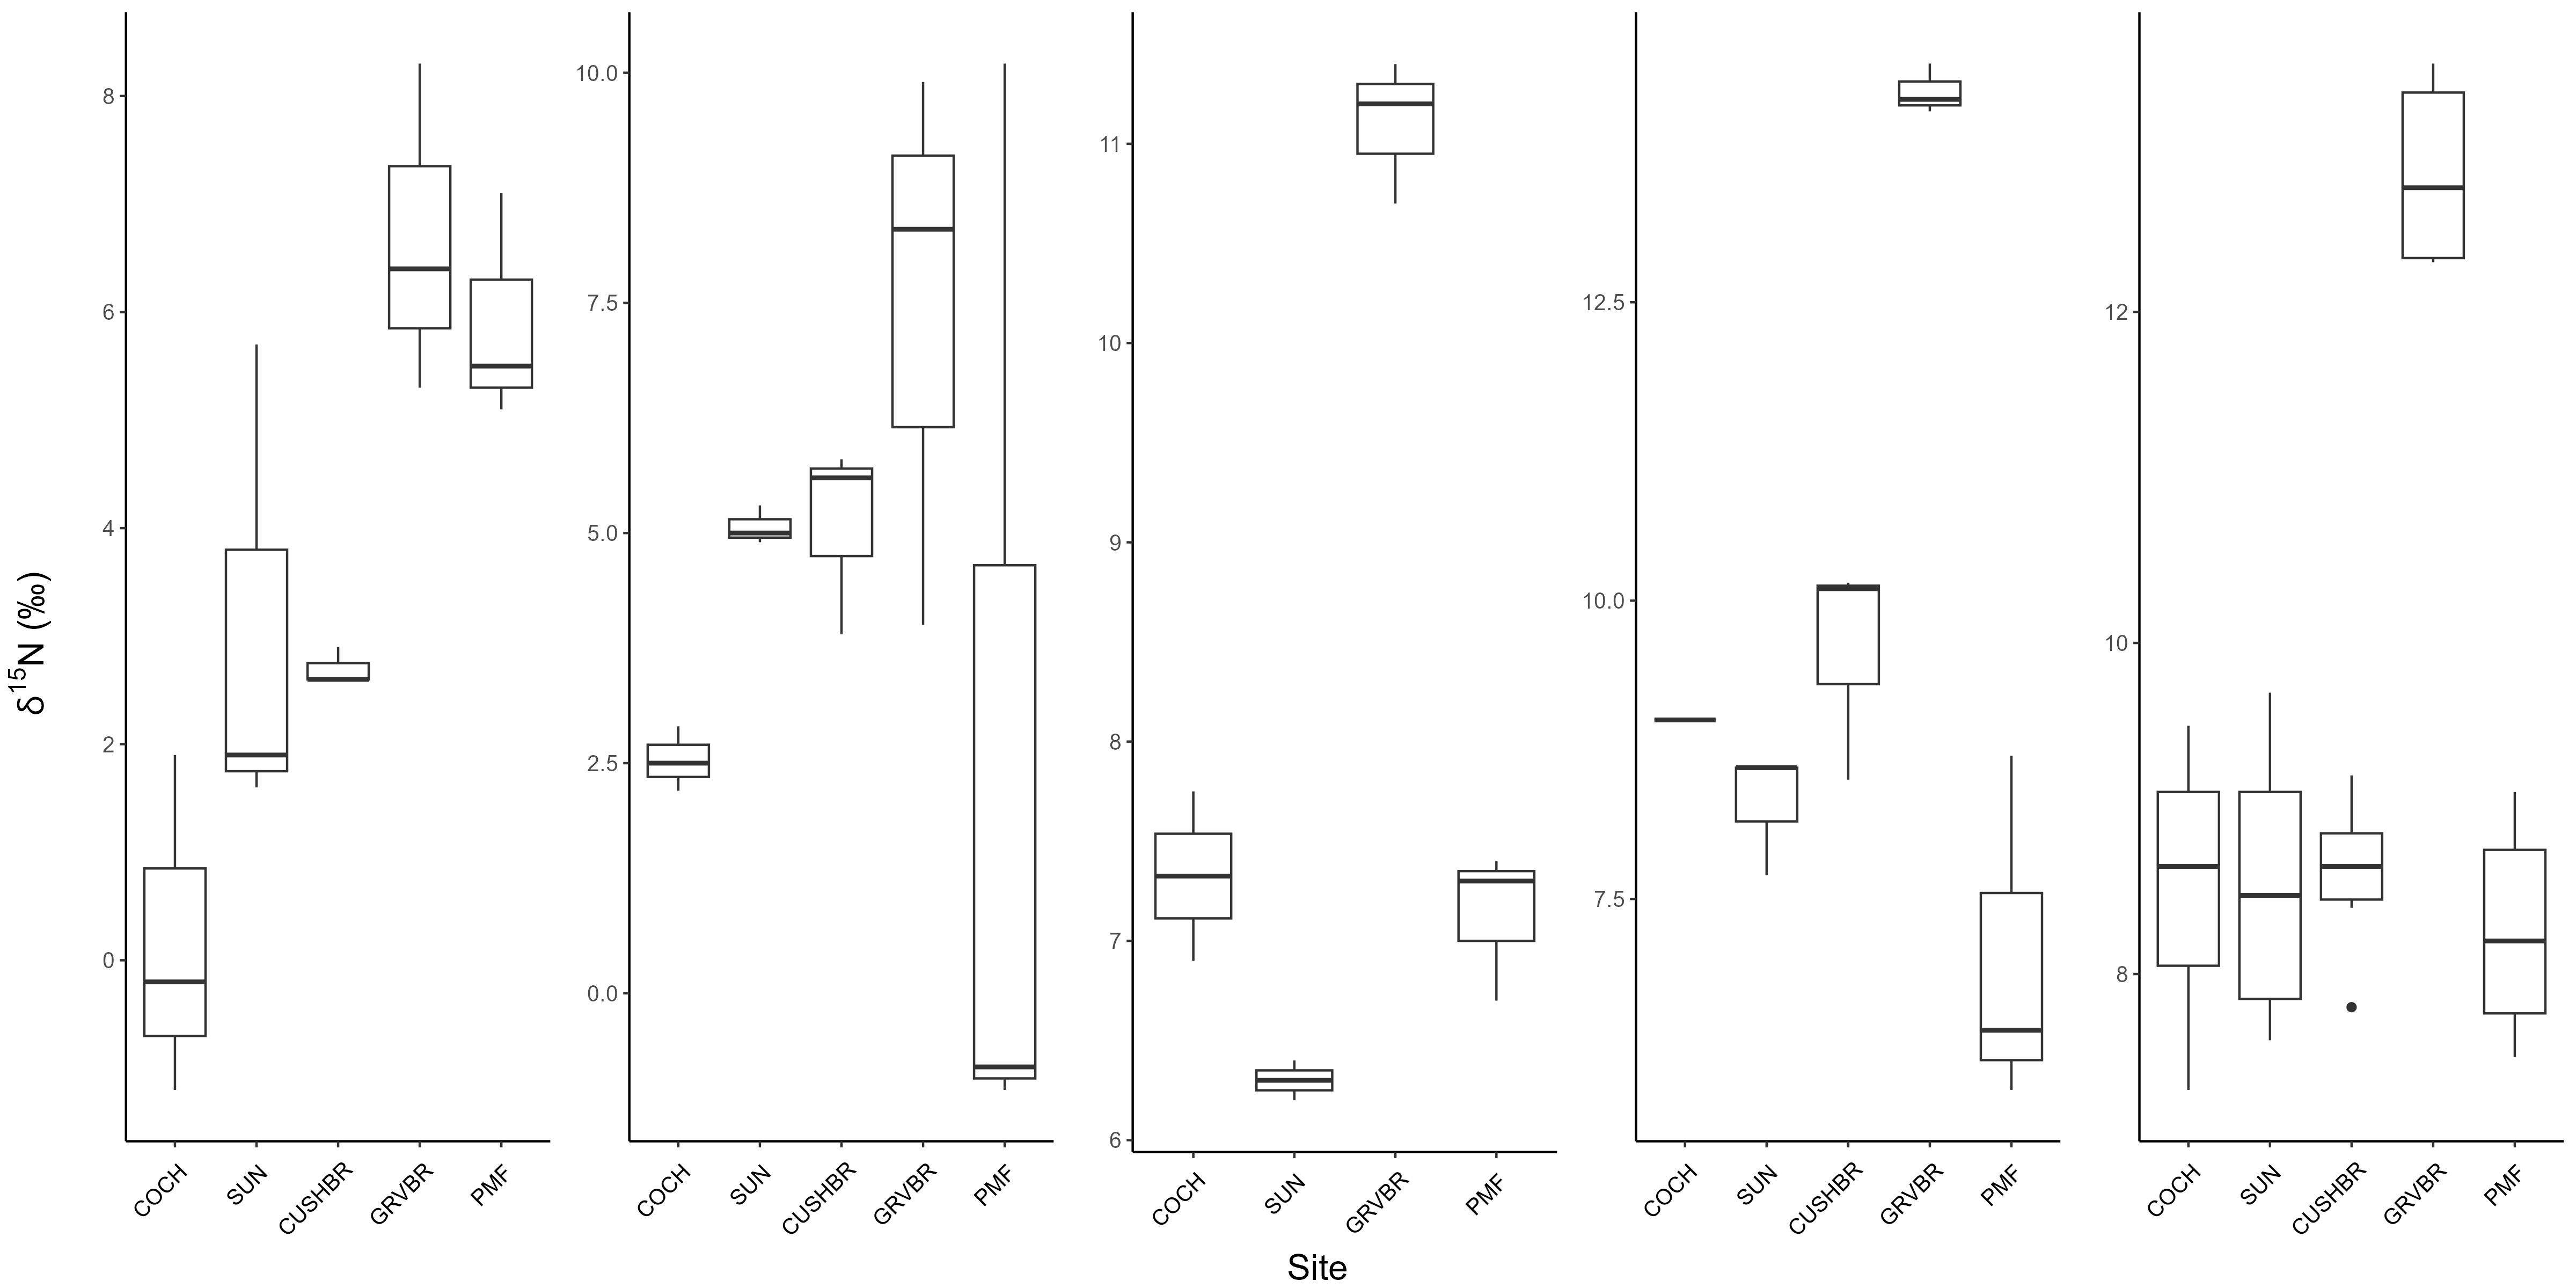 δ15N (‰)
8
6
4
2
0
COCH
SUN
CUSHBR
GRVBR
PMF
10.0
7.5
5.0
2.5
0.0
COCH
SUN
CUSHBR
GRVBR
PMF
11
10
9
8
7
6
COCH
SUN
GRVBR
PMF
12.5
10.0
7.5
COCH
SUN
CUSHBR
GRVBR
PMF
12
10
8
COCH
SUN
CUSHBR
GRVBR
PMF
Site